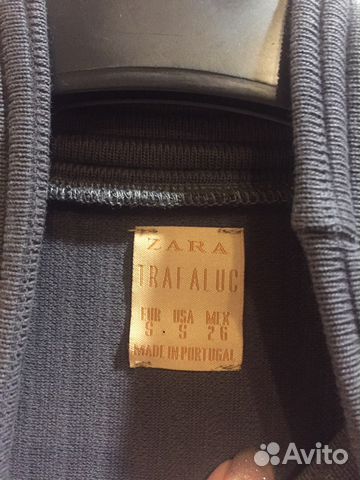 ZARA
TRAFALUC
EUR USA MEX
S S 26
MADE IN PORTUGAL
Avito